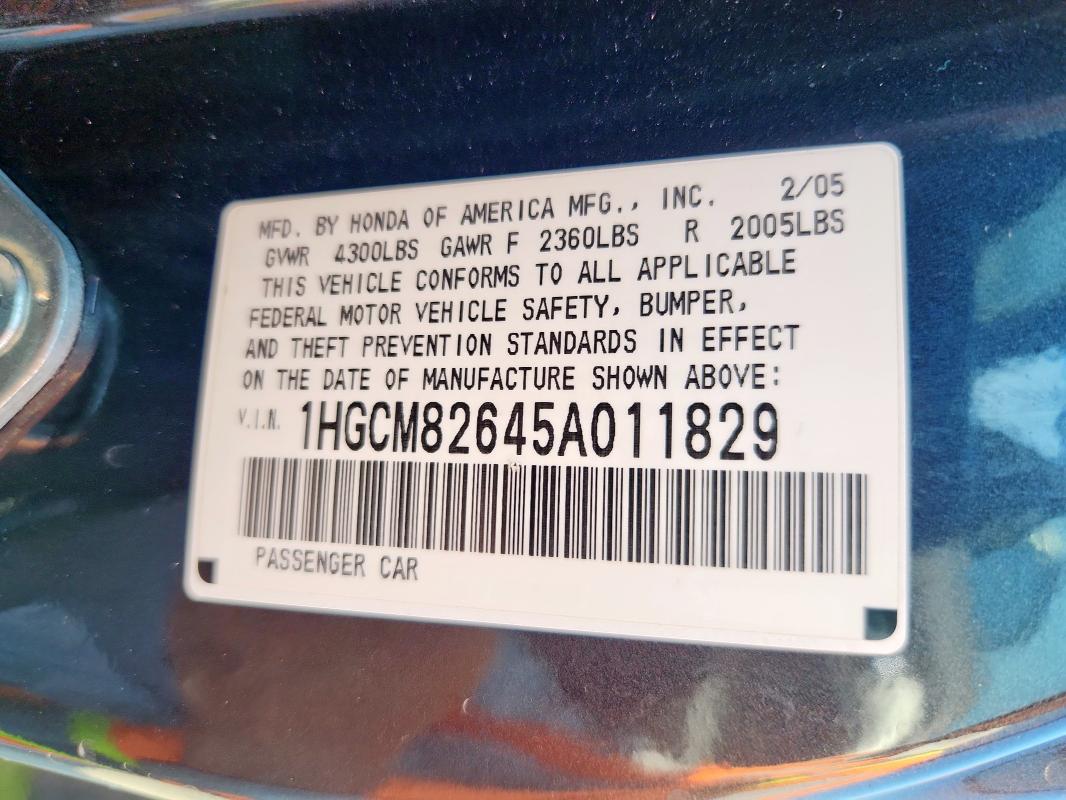 MFD. BY HONDA OF AMERICA MFG., INC. 2/05
GVWR 4300LBS GAWR F 2360LBS R 2005LBS
THIS VEHICLE CONFORMS TO ALL APPLICABLE
FEDERAL MOTOR VEHICLE SAFETY, BUMPER,
AND THEFT PREVENTION STANDARDS IN EFFECT
ON THE DATE OF MANUFACTURE SHOWN ABOVE:
V.I.N. 1HGCM82645A011829
PASSENGER CAR